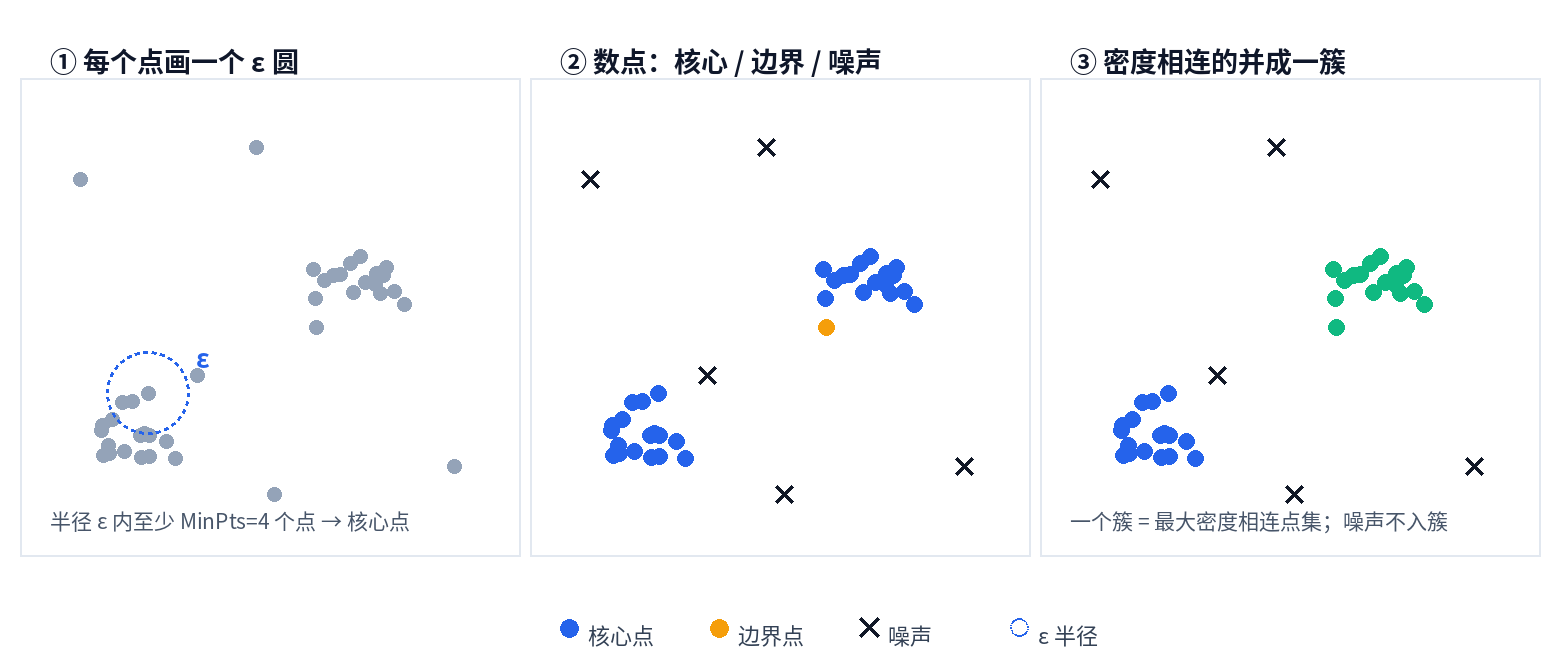 ① 每个点画一个 ε 圆
② 数点：核心 / 边界 / 噪声
③ 密度相连的并成一簇
ε
半径 ε 内至少 MinPts=4 个点 → 核心点
一个簇 = 最大密度相连点集；噪声不入簇
核心点
边界点
噪声
ε 半径